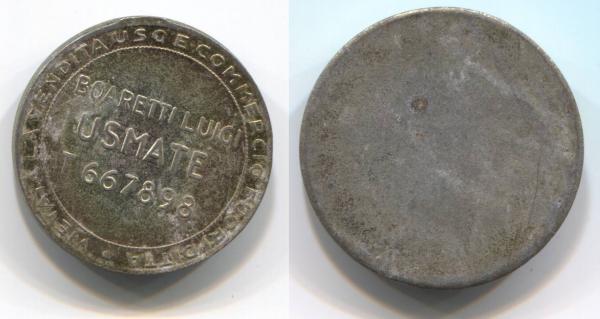 VIETATA LA VENDITA USO E COMMERCIO
BOARETTI LUIGI
USMATE
T 667898